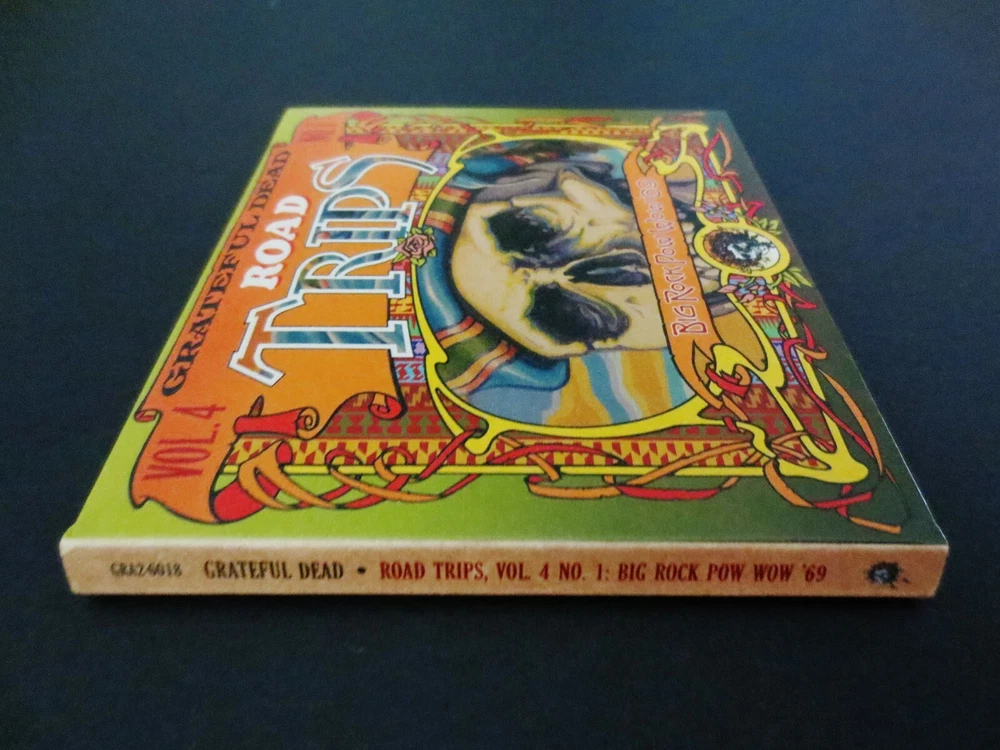 GRATEFUL DEAD
ROAD
TRIPS
VOL. 4
NO. 1
BIG ROCK POW WOW '69
GRA2-6018 GRATEFUL DEAD • ROAD TRIPS, VOL. 4 NO. 1: BIG ROCK POW WOW '69